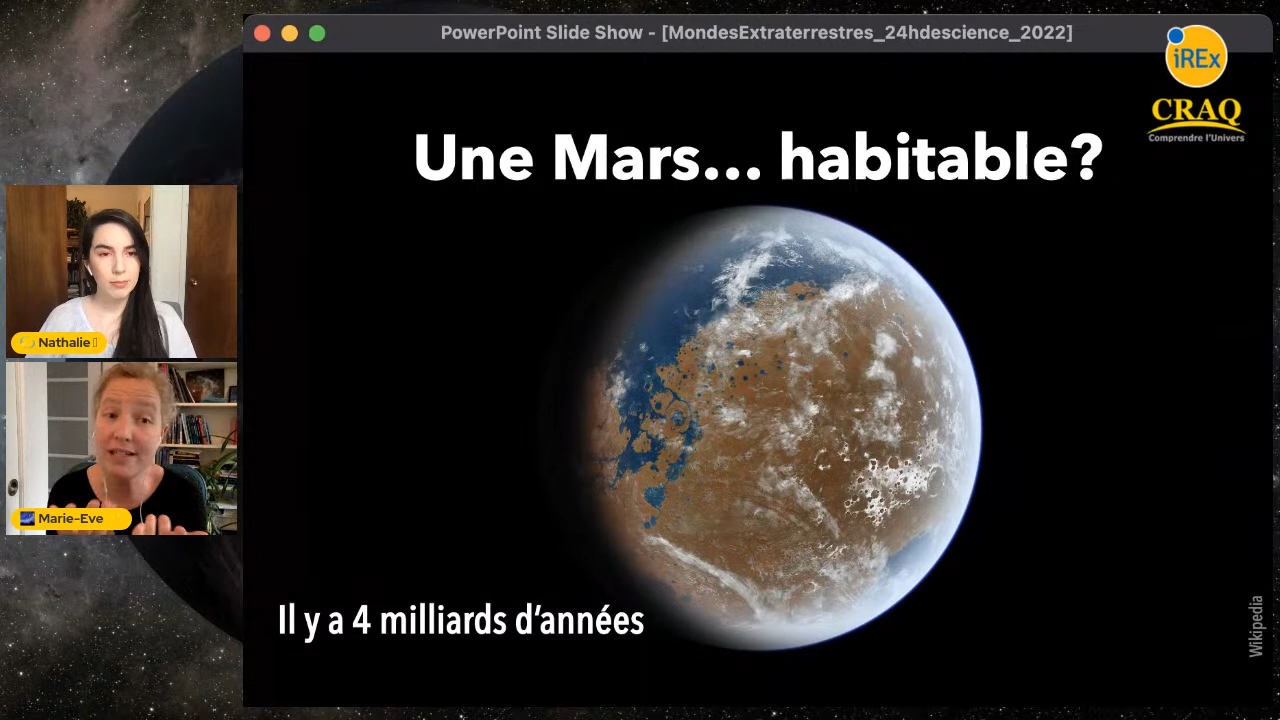 PowerPoint Slide Show - [MondesExtraterrestres_24hdescience_2022]
iREx
CRAQ
Comprendre l'Univers
Une Mars... habitable?
Nathalie
Marie-Eve
Il y a 4 milliards d'années
Wikipedia